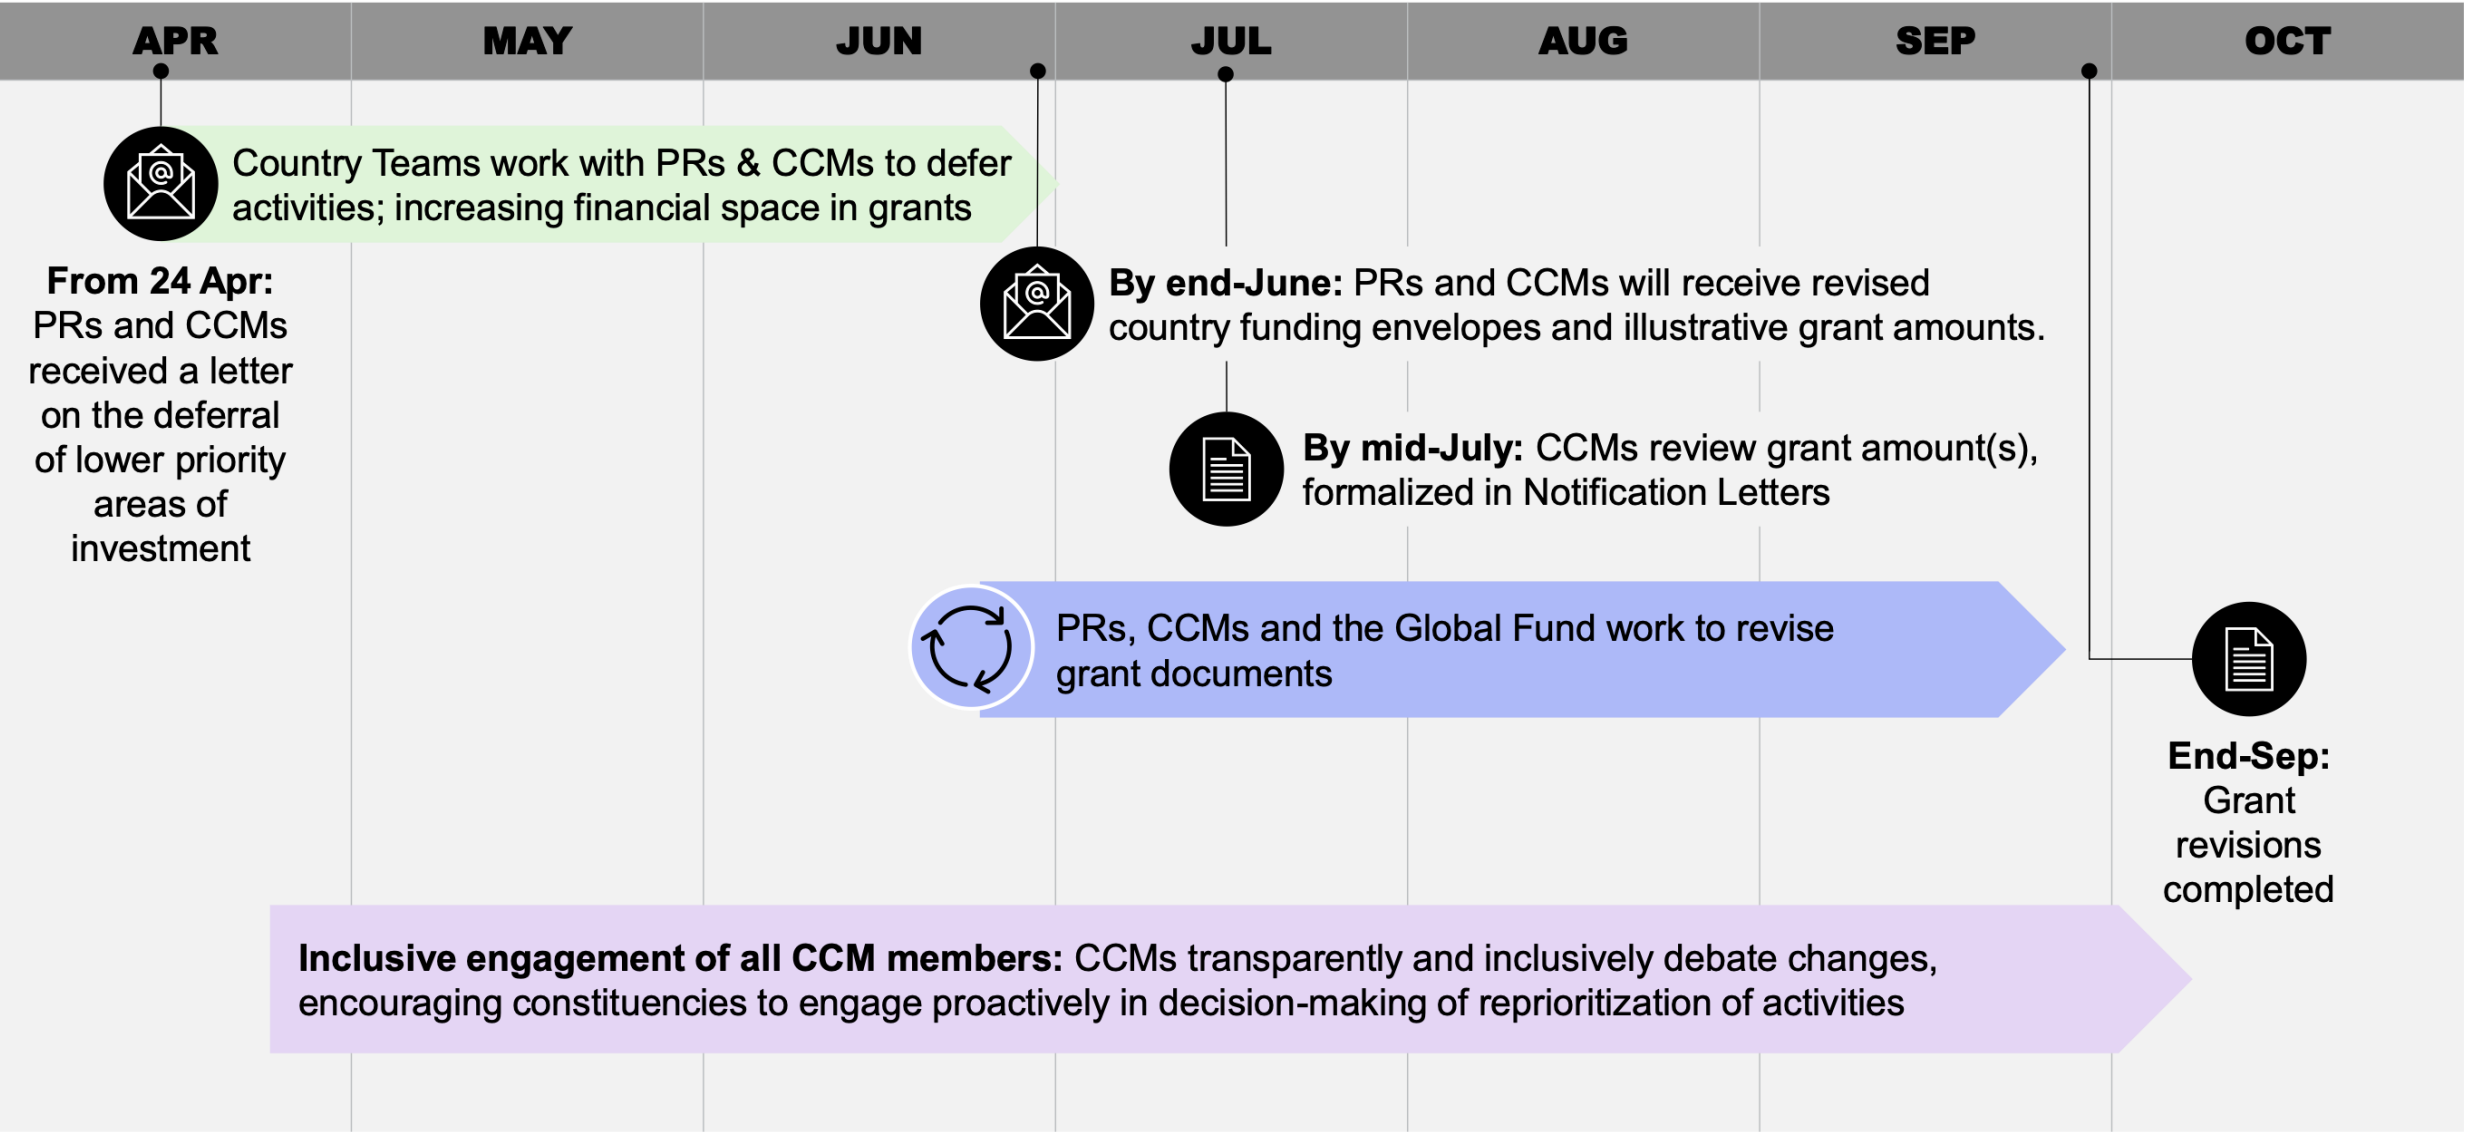 APR
MAY
JUN
JUL
AUG
SEP
OCT
Country Teams work with PRs & CCMs to defer
activities; increasing financial space in grants
From 24 Apr:
PRs and CCMs
received a letter
on the deferral
of lower priority
areas of
investment
By end-June: PRs and CCMs will receive revised
country funding envelopes and illustrative grant amounts.
By mid-July: CCMs review grant amount(s),
formalized in Notification Letters
PRs, CCMs and the Global Fund work to revise
grant documents
End-Sep:
Grant
revisions
completed
Inclusive engagement of all CCM members: CCMs transparently and inclusively debate changes,
encouraging constituencies to engage proactively in decision-making of reprioritization of activities